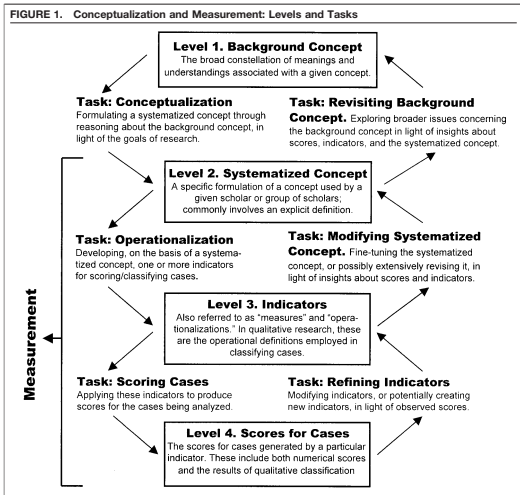 FIGURE 1. Conceptualization and Measurement: Levels and Tasks
Level 1. Background Concept
The broad constellation of meanings and
understandings associated with a given concept.
Task: Conceptualization
Formulating a systematized concept through
reasoning about the background concept, in
light of the goals of research.
Task: Revisiting Background
Concept. Exploring broader issues concerning
the background concept in light of insights about
scores, indicators, and the systematized concept.
Level 2. Systematized Concept
A specific formulation of a concept used by a
given scholar or group of scholars;
commonly involves an explicit definition.
Task: Operationalization
Developing, on the basis of a systema-
tized concept, one or more indicators
for scoring/classifying cases.
Task: Modifying Systematized
Concept. Fine-tuning the systematized
concept, or possibly extensively revising it, in
light of insights about scores and indicators.
Level 3. Indicators
Also referred to as "measures" and "opera-
tionalizations." In qualitative research, these
are the operational definitions employed in
classifying cases.
Measurement
Task: Scoring Cases
Applying these indicators to produce
scores for the cases being analyzed.
Task: Refining Indicators
Modifying indicators, or potentially creating
new indicators, in light of observed scores.
Level 4. Scores for Cases
The scores for cases generated by a particular
indicator. These include both numerical scores
and the results of qualitative classification